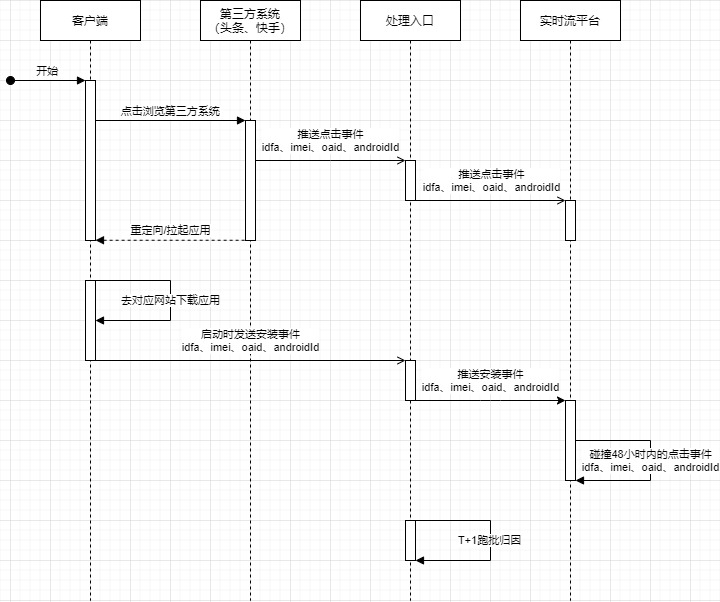 客户端
第三方系统
（头条、快手）
处理入口
实时流平台
开始
点击浏览第三方系统
推送点击事件
idfa、imei、oaid、androidId
推送点击事件
idfa、imei、oaid、androidId
重定向/拉起应用
去对应网站下载应用
启动时发送安装事件
idfa、imei、oaid、androidId
推送安装事件
idfa、imei、oaid、androidId
碰撞48小时内的点击事件
idfa、imei、oaid、androidId
T+1跑批归因